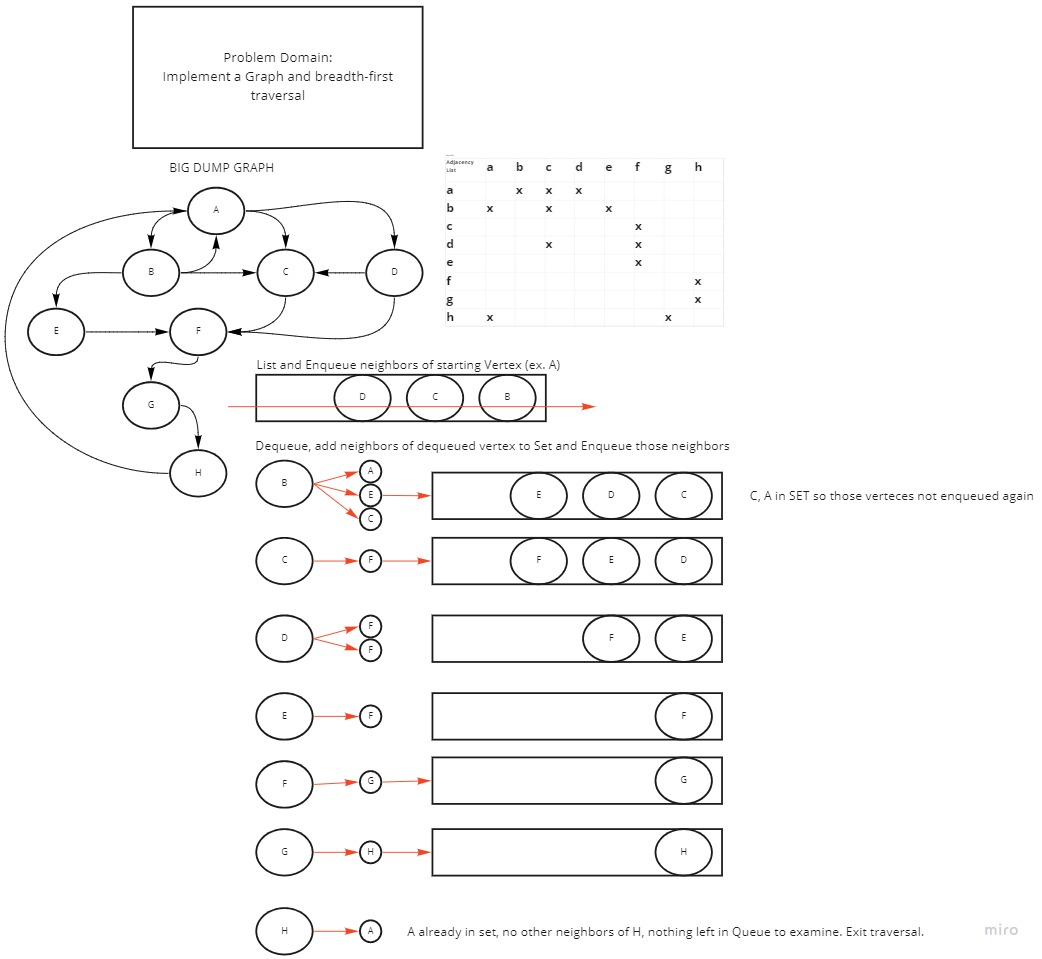 Problem Domain:
Implement a Graph and breadth-first
traversal
BIG DUMP GRAPH
A
B
C
D
E
F
G
H
Adjacency
List
a b c d e f g h
a x x x
b x x x
c x
d x x
e x
f x
g x
h x x
List and Enqueue neighbors of starting Vertex (ex. A)
D C B
Dequeue, add neighbors of dequeued vertex to Set and Enqueue those neighbors
B A E C E D C
C, A in SET so those verteces not enqueued again
C F F E D
D F F F E
E F F
F G G
G H H
H A A already in set, no other neighbors of H, nothing left in Queue to examine. Exit traversal.
miro